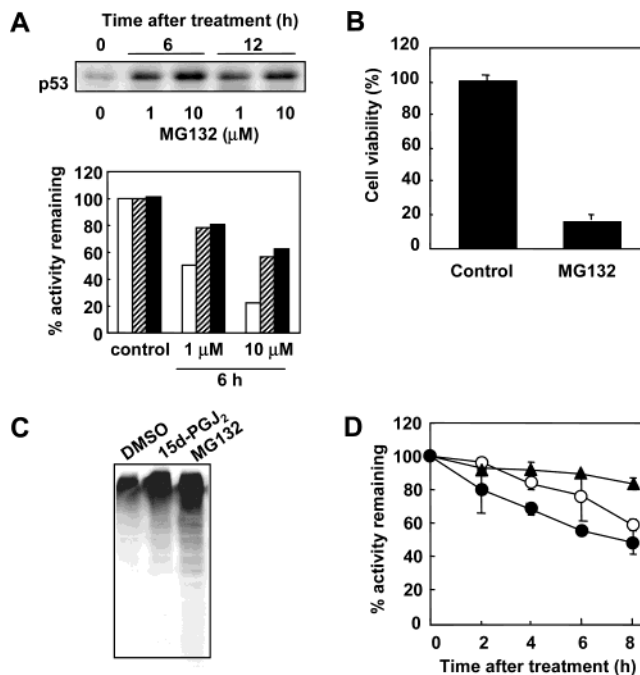 A
Time after treatment (h)
0 6 12
p53
0 1 10 1 10
MG132 (μM)
% activity remaining
120
100
80
60
40
20
0
control 1 μM 10 μM
6 h
B
Cell viability (%)
120
100
80
60
40
20
0
Control MG132
C
DMSO
15d-PGJ₂
MG132
D
% activity remaining
120
100
80
60
40
20
0
0 2 4 6 8
Time after treatment (h)